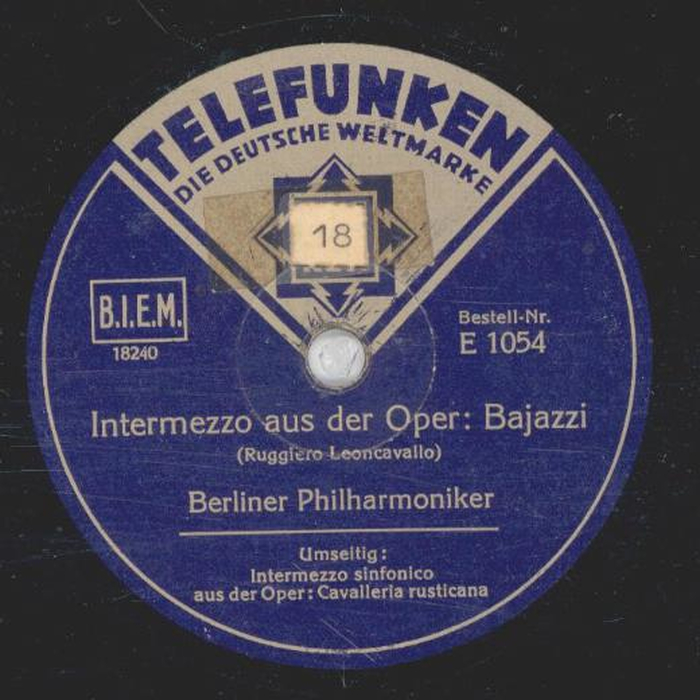 TELEFUNKEN
DIE DEUTSCHE WELTMARKE
18
B.I.E.M.
18240
Bestell-Nr.
E 1054
Intermezzo aus der Oper: Bajazzi
(Ruggiero Leoncavallo)
Berliner Philharmoniker
Umseitig:
Intermezzo sinfonico
aus der Oper: Cavalleria rusticana